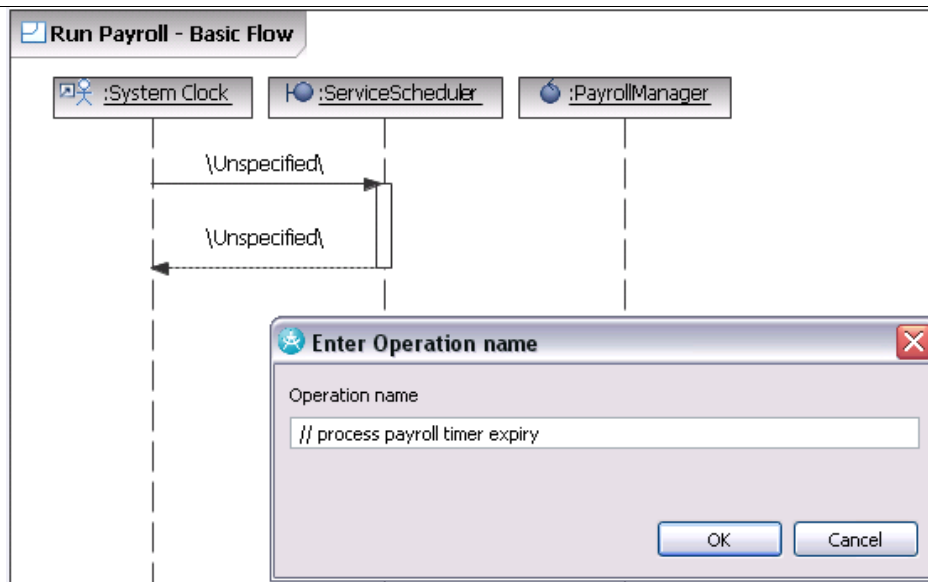 Run Payroll - Basic Flow
:System Clock
:ServiceScheduler
:PayrollManager
\Unspecified\
\Unspecified\
Enter Operation name
Operation name
// process payroll timer expiry
OK
Cancel